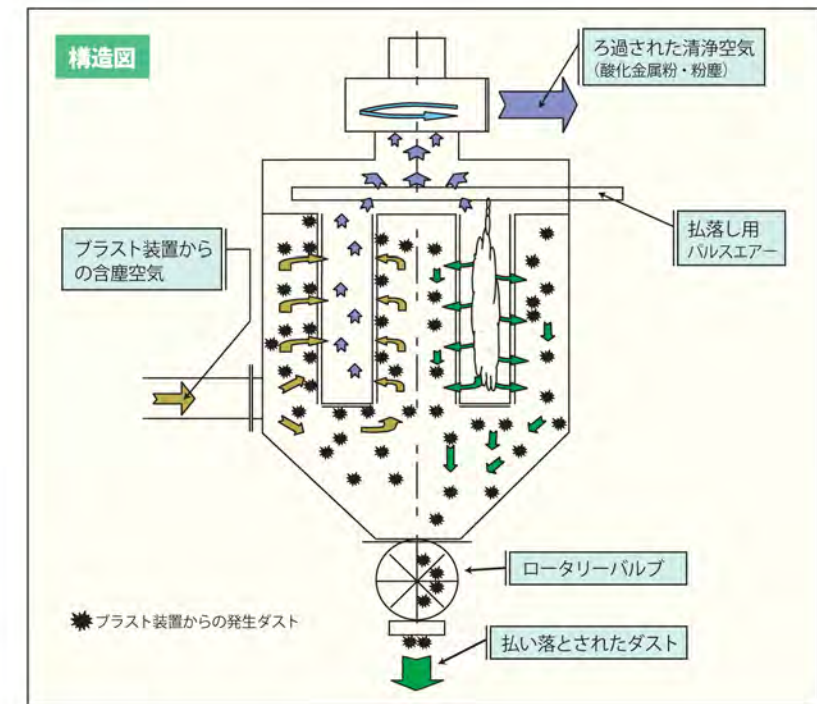 構造図
ろ過された清浄空気
（酸化金属粉・粉塵）
払落し用
パルスエアー
ブラスト装置から
の含塵空気
ロータリーバルブ
ブラスト装置からの発生ダスト
払い落とされたダスト